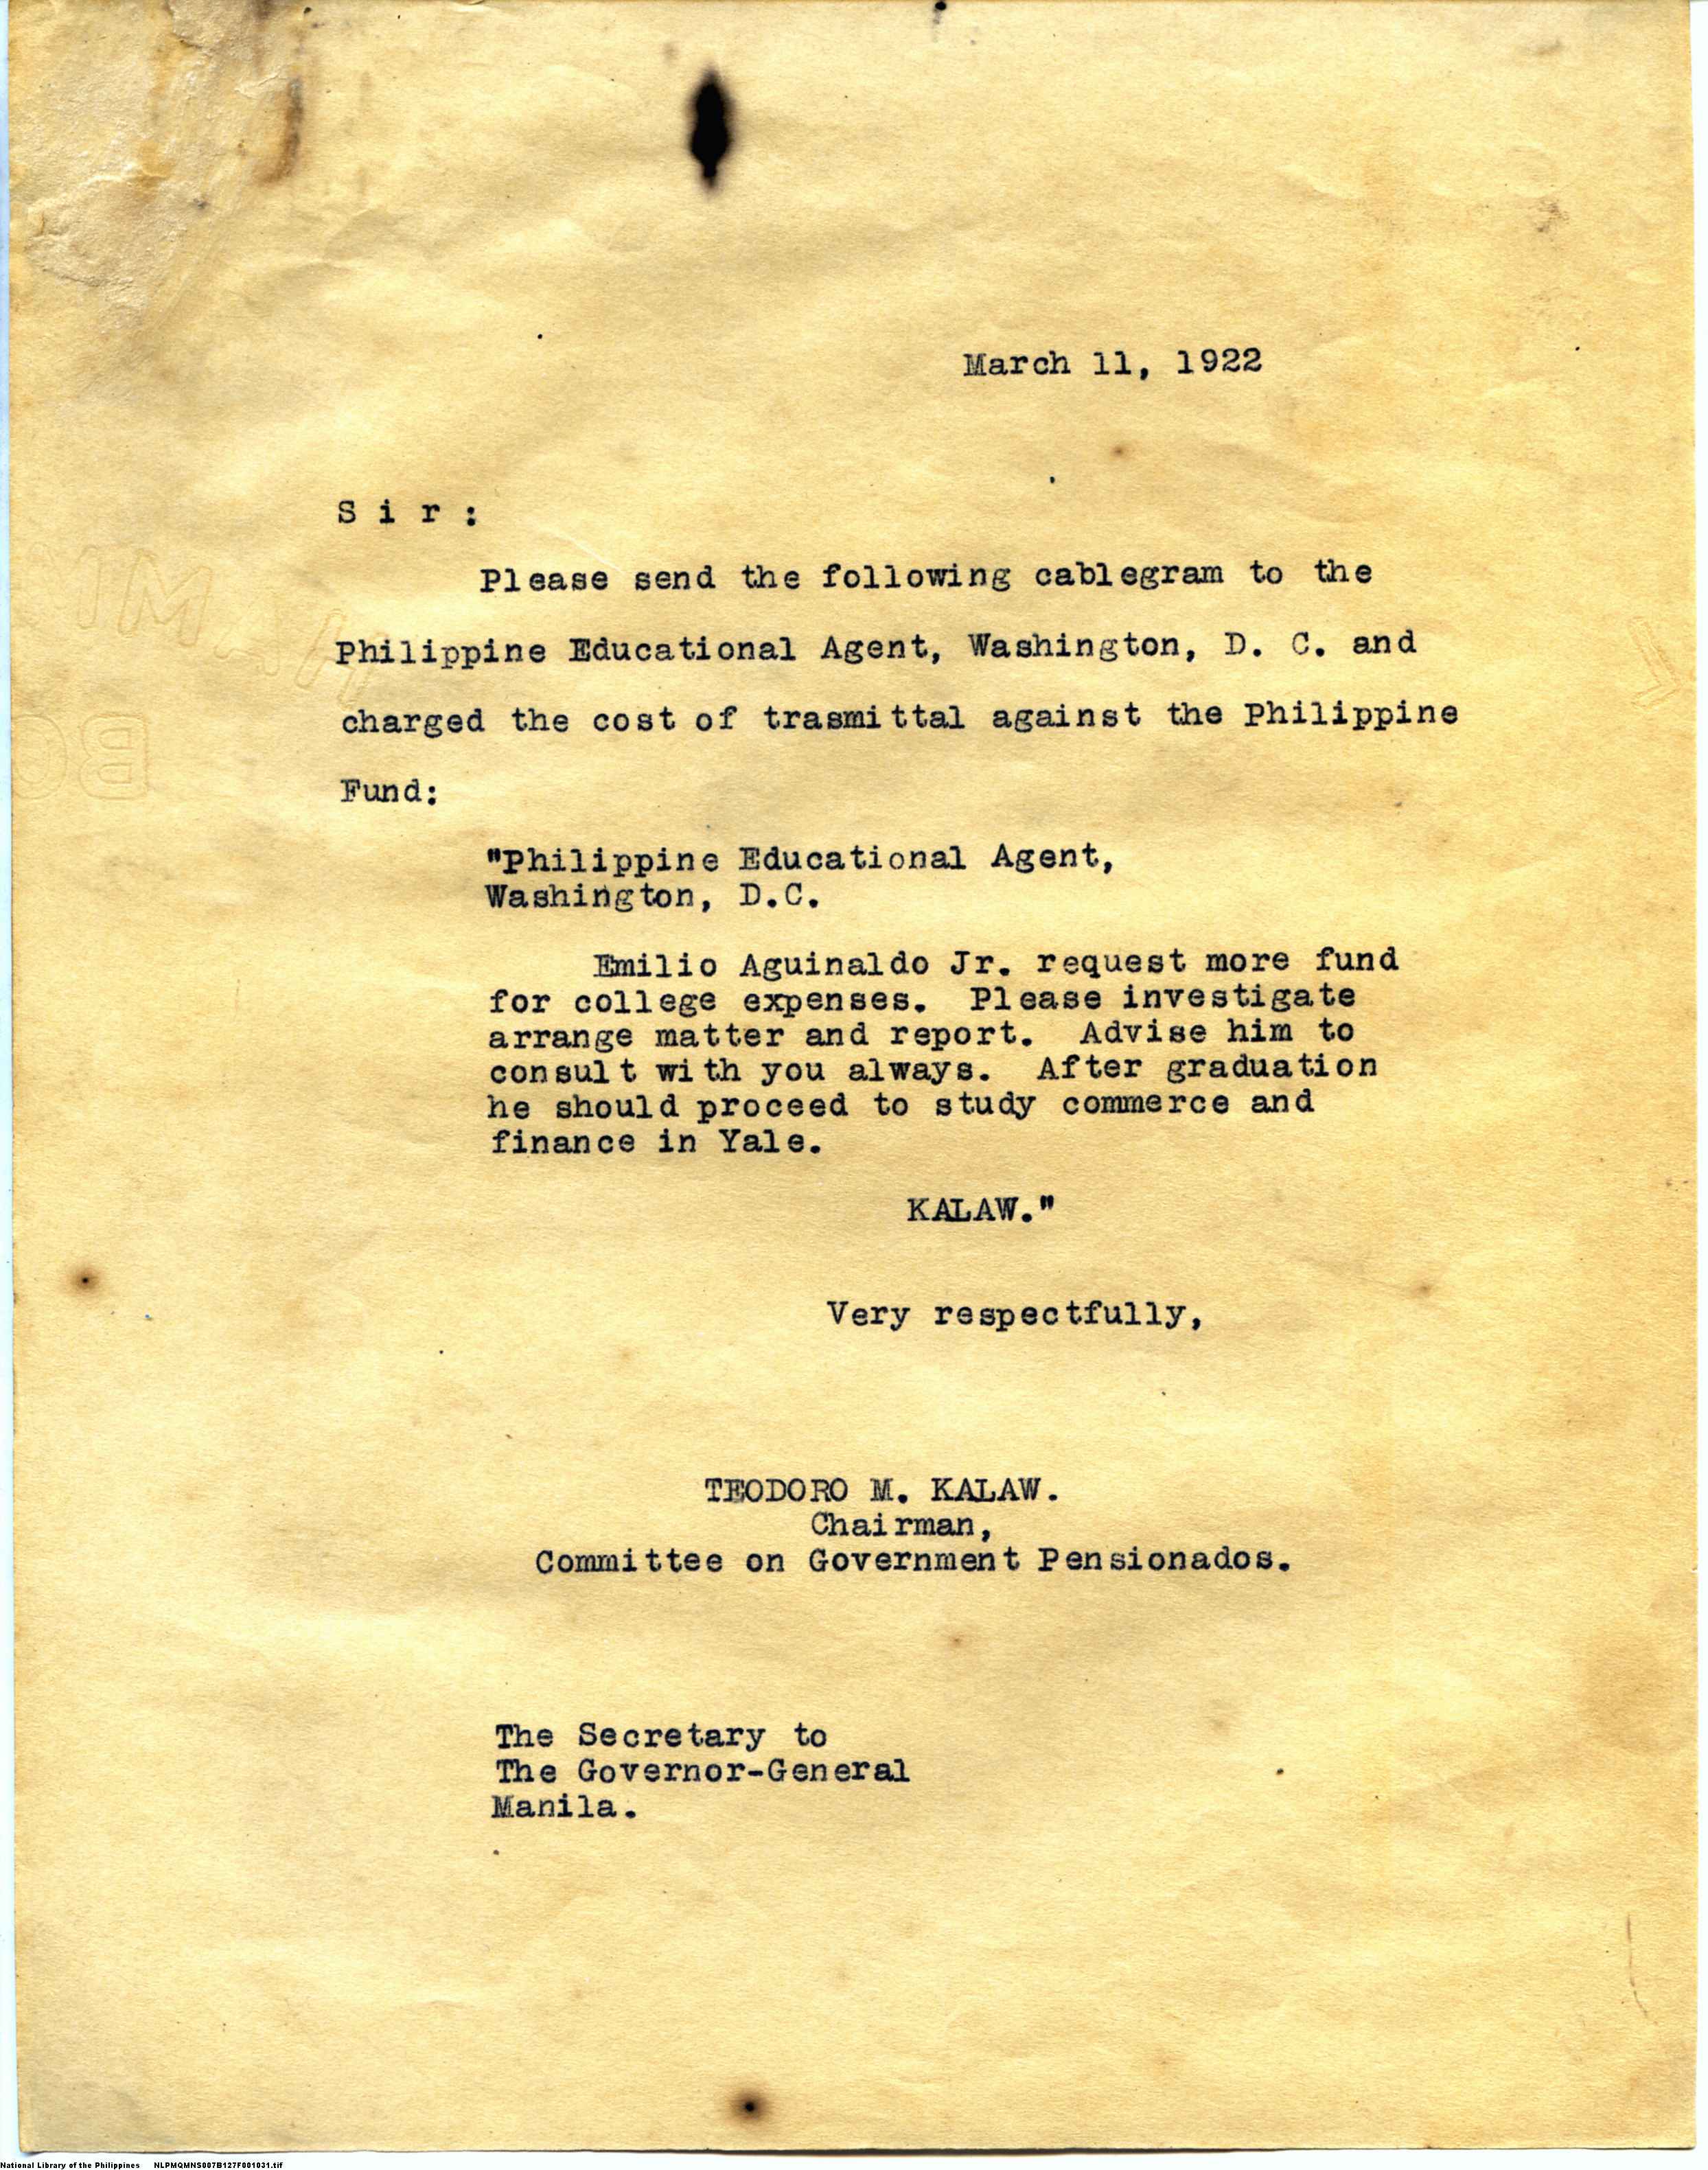 March 11, 1922
S i r :
Please send the following cablegram to the
Philippine Educational Agent, Washington, D. C. and
charged the cost of trasmittal against the Philippine
Fund:
"Philippine Educational Agent,
Washington, D.C.
Emilio Aguinaldo Jr. request more fund
for college expenses. Please investigate
arrange matter and report. Advise him to
consult with you always. After graduation
he should proceed to study commerce and
finance in Yale.
KALAW."
Very respectfully,
TEODORO M. KALAW.
Chairman,
Committee on Government Pensionados.
The Secretary to
The Governor-General
Manila.
National Library of the Philippines NLPMQMNS007B127F001031.tif